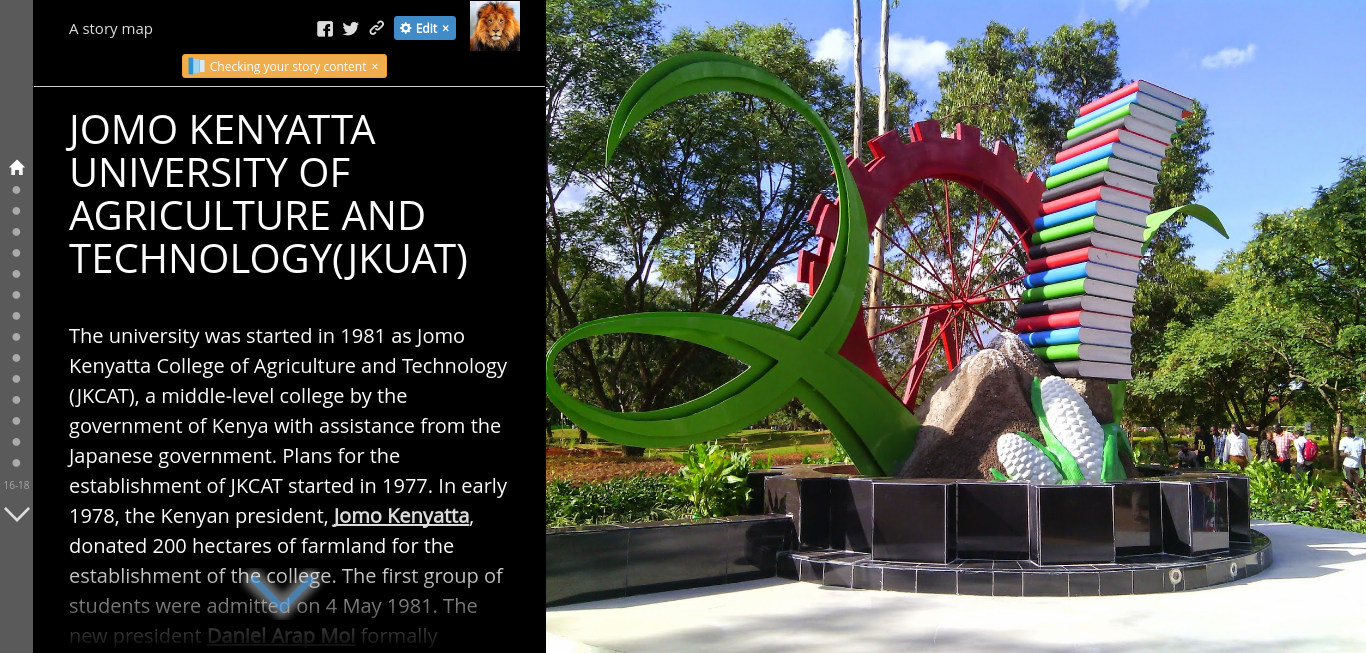 A story map
Edit ×
Checking your story content ×
JOMO KENYATTA
UNIVERSITY OF
AGRICULTURE AND
TECHNOLOGY(JKUAT)
The university was started in 1981 as Jomo
Kenyatta College of Agriculture and Technology
(JKCAT), a middle-level college by the
government of Kenya with assistance from the
Japanese government. Plans for the
establishment of JKCAT started in 1977. In early
1978, the Kenyan president, Jomo Kenyatta,
donated 200 hectares of farmland for the
establishment of the college. The first group of
students were admitted on 4 May 1981. The
new president Daniel Arap Moi formally
16-18